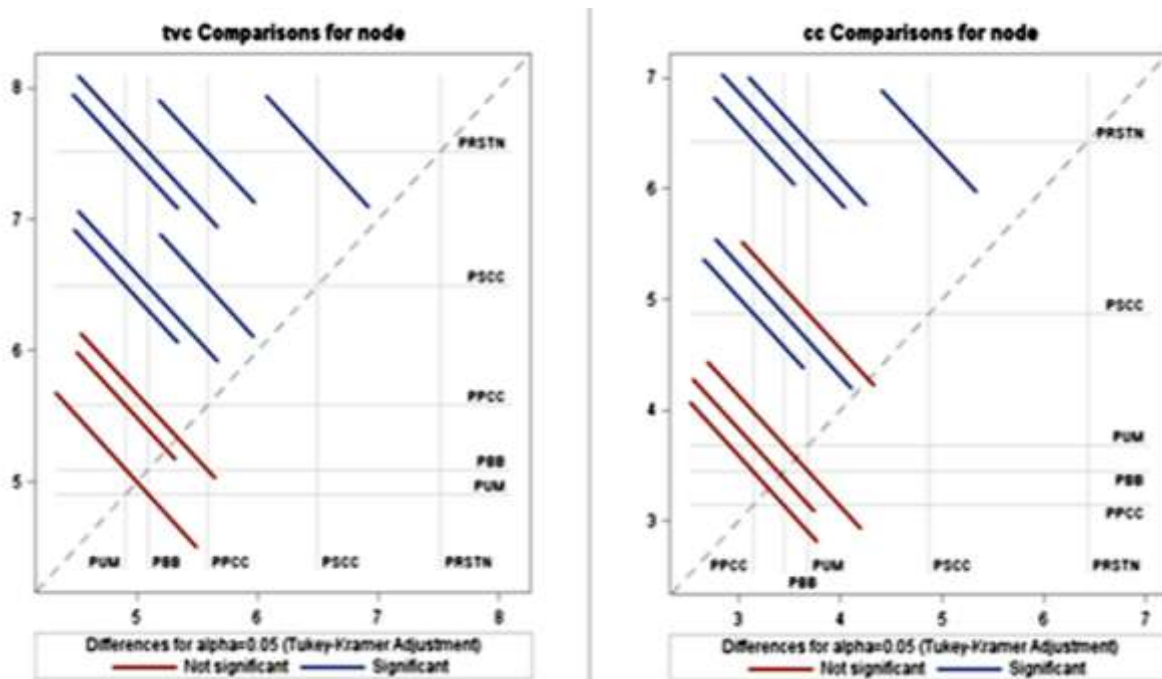 tvc Comparisons for node
8
7
6
5
PRSTN
PSCC
PPCC
PBB
PUM
PUM PBB PPCC PSCC PRSTN
5 6 7 8
Differences for alpha=0.05 (Tukey-Kramer Adjustment)
Not significant Significant
cc Comparisons for node
7
6
5
4
3
PRSTN
PSCC
PUM
PBB
PPCC
PPCC PUM PSCC PRSTN
PBB
3 4 5 6 7
Differences for alpha=0.05 (Tukey-Kramer Adjustment)
Not significant Significant